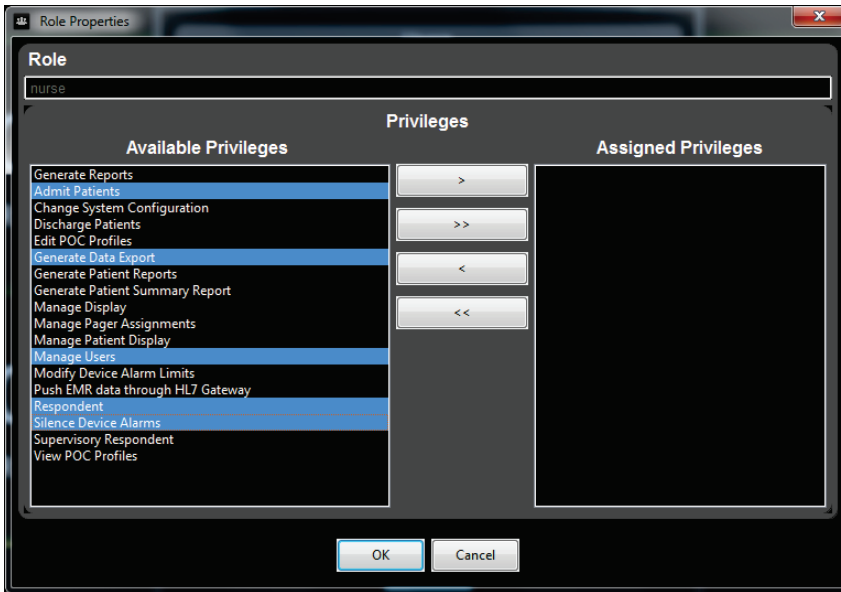 Role Properties
x
Role
nurse
Privileges
Available Privileges
Assigned Privileges
Generate Reports
Admit Patients
Change System Configuration
Discharge Patients
Edit POC Profiles
Generate Data Export
Generate Patient Reports
Generate Patient Summary Report
Manage Display
Manage Pager Assignments
Manage Patient Display
Manage Users
Modify Device Alarm Limits
Push EMR data through HL7 Gateway
Respondent
Silence Device Alarms
Supervisory Respondent
View POC Profiles
>
>>
<
<<
OK
Cancel